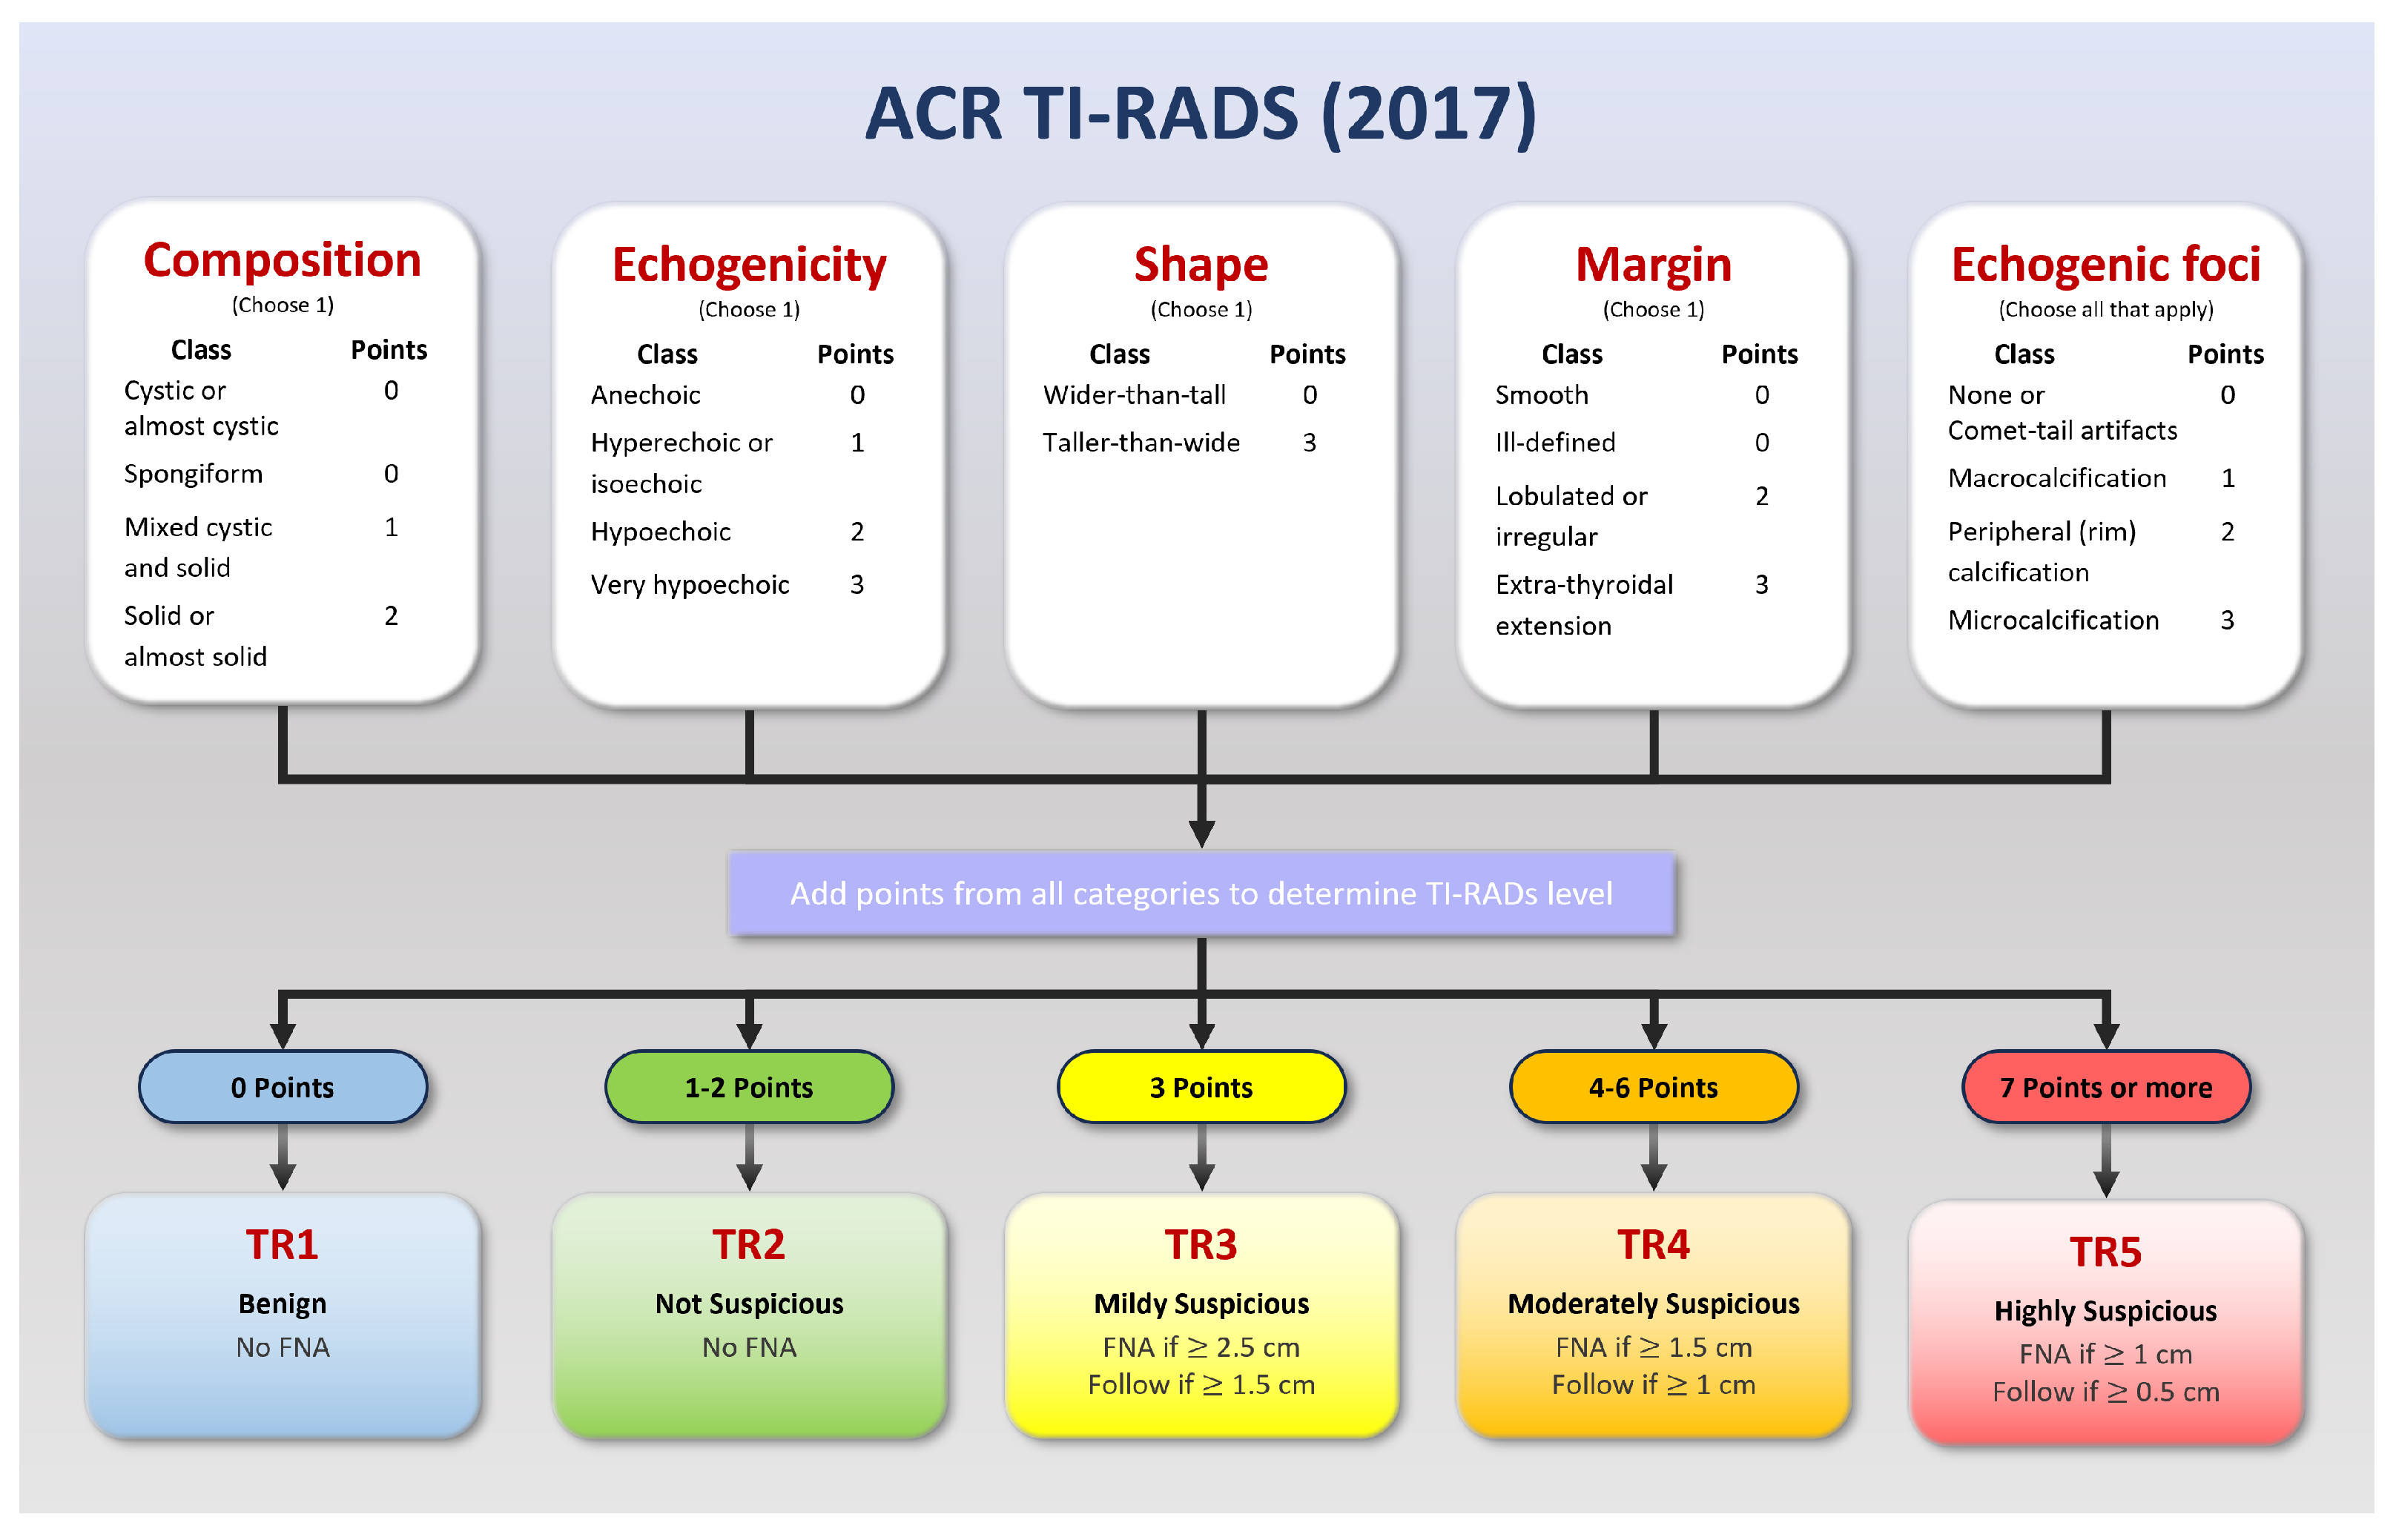 ACR TI-RADS (2017)
Composition
(Choose 1)
Class Points
Cystic or 0
almost cystic
Spongiform 0
Mixed cystic 1
and solid
Solid or 2
almost solid
Echogenicity
(Choose 1)
Class Points
Anechoic 0
Hyperechoic or 1
isoechoic
Hypoechoic 2
Very hypoechoic 3
Shape
(Choose 1)
Class Points
Wider-than-tall 0
Taller-than-wide 3
Margin
(Choose 1)
Class Points
Smooth 0
Ill-defined 0
Lobulated or 2
irregular
Extra-thyroidal 3
extension
Echogenic foci
(Choose all that apply)
Class Points
None or 0
Comet-tail artifacts
Macrocalcification 1
Peripheral (rim) 2
calcification
Microcalcification 3
Add points from all categories to determine TI-RADs level
0 Points
1-2 Points
3 Points
4-6 Points
7 Points or more
TR1
Benign
No FNA
TR2
Not Suspicious
No FNA
TR3
Mildy Suspicious
FNA if ≥ 2.5 cm
Follow if ≥ 1.5 cm
TR4
Moderately Suspicious
FNA if ≥ 1.5 cm
Follow if ≥ 1 cm
TR5
Highly Suspicious
FNA if ≥ 1 cm
Follow if ≥ 0.5 cm